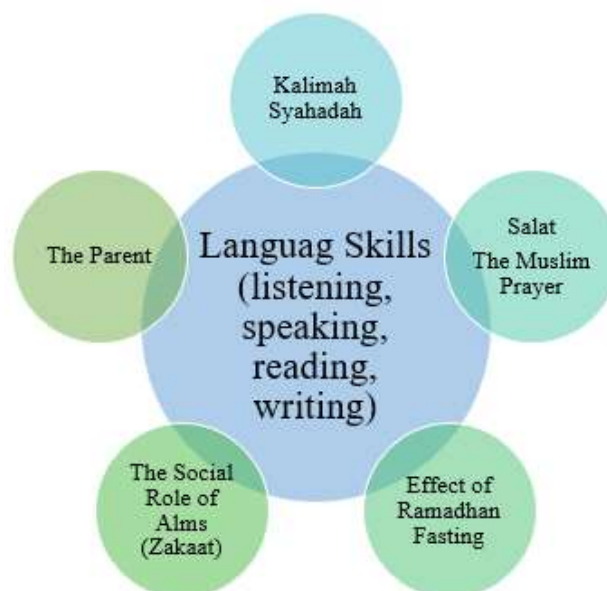 Kalimah
Syahadah
Languag Skills
(listening,
speaking,
reading,
writing)
Salat
The Muslim
Prayer
Effect of
Ramadhan
Fasting
The Social
Role of
Alms
(Zakaat)
The Parent